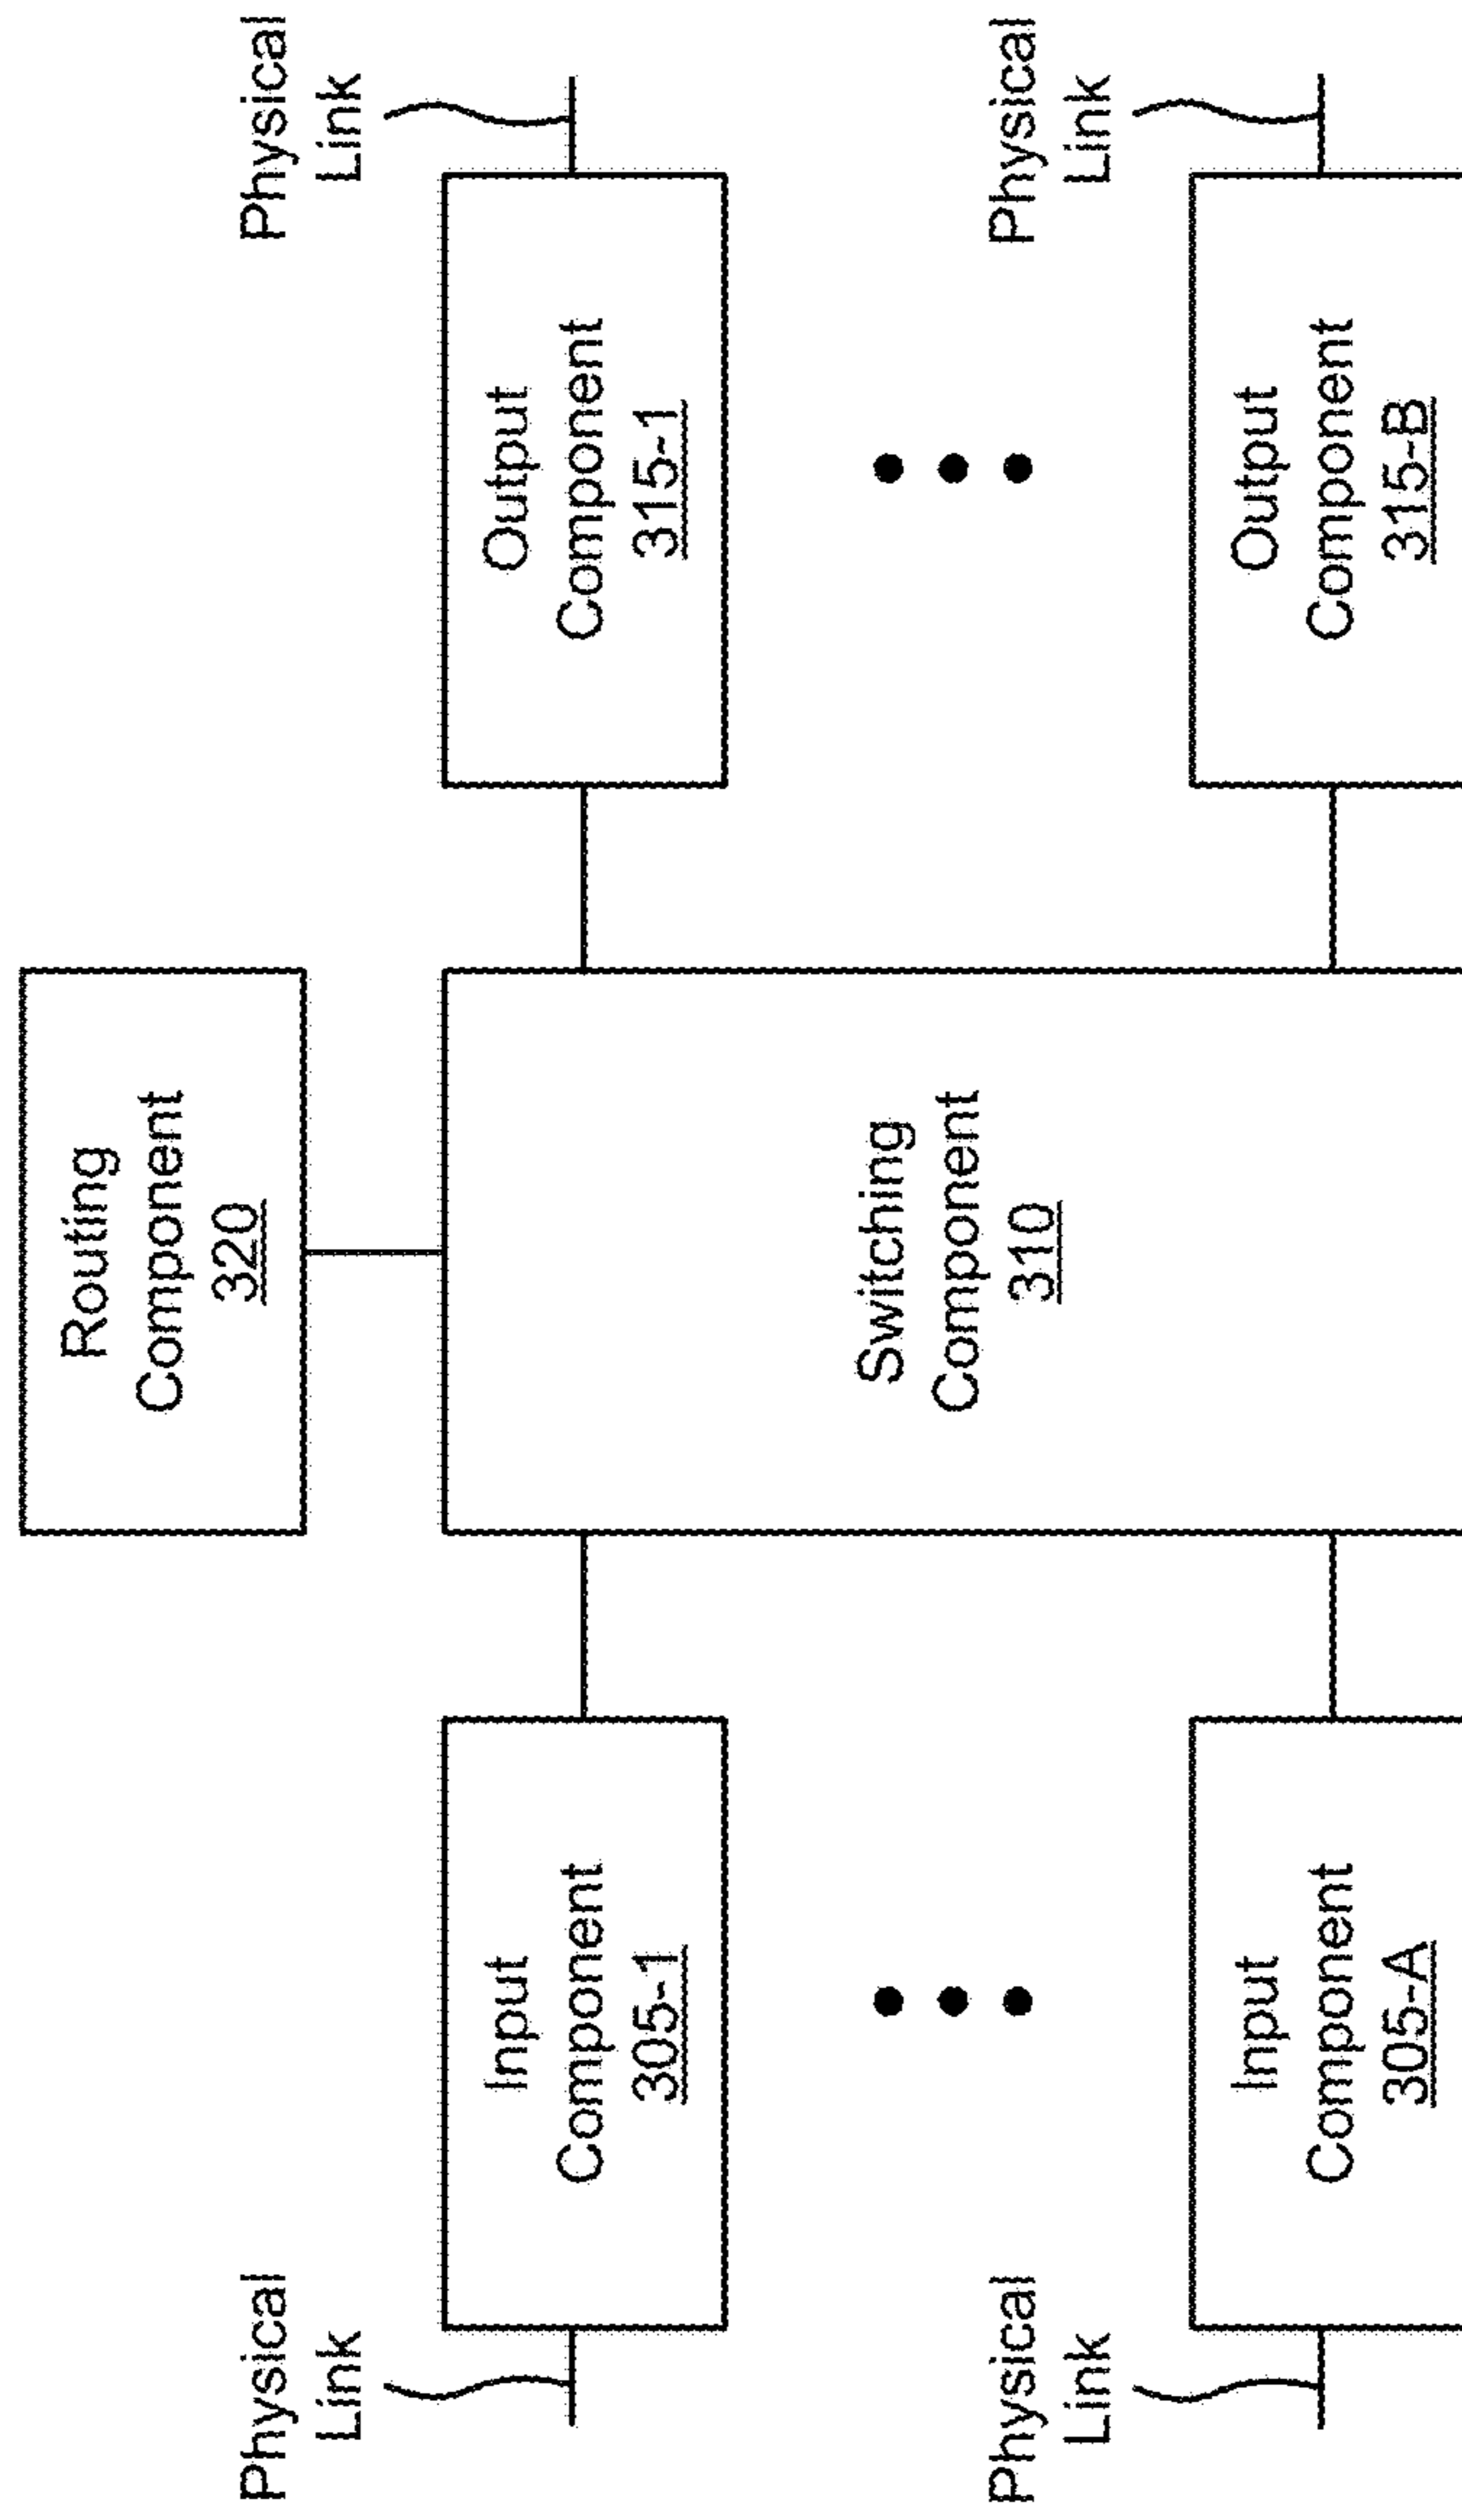 Routing
Component
320
Physical
Link
Input
Component
305-1
Switching
Component
310
Output
Component
315-1
Physical
Link
Physical
Link
Input
Component
305-A
Output
Component
315-B
Physical
Link